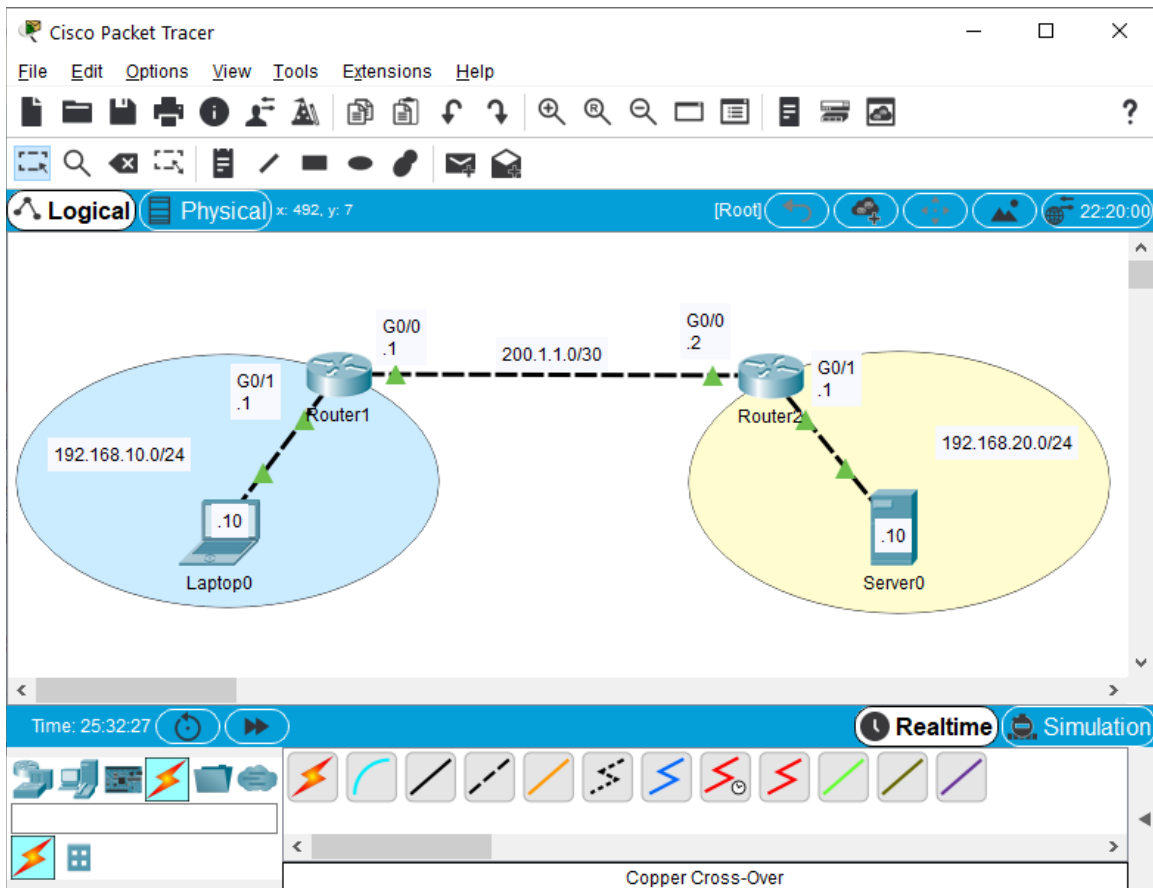 Cisco Packet Tracer
File Edit Options View Tools Extensions Help
?
Logical Physical x: 492, y: 7 [Root] 22:20:00
G0/0
.1
200.1.1.0/30
G0/0
.2
G0/1
.1
Router1
192.168.10.0/24
.10
Laptop0
G0/1
.1
Router2
192.168.20.0/24
.10
Server0
Time: 25:32:27 Realtime Simulation
Copper Cross-Over